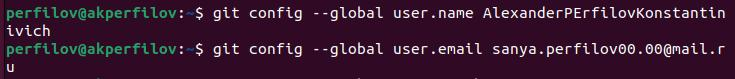 perfilov@akperfilov:~$ git config --global user.name AlexanderPErfilovKonstantin
ivich
perfilov@akperfilov:~$ git config --global user.email sanya.perfilov00.00@mail.r
u